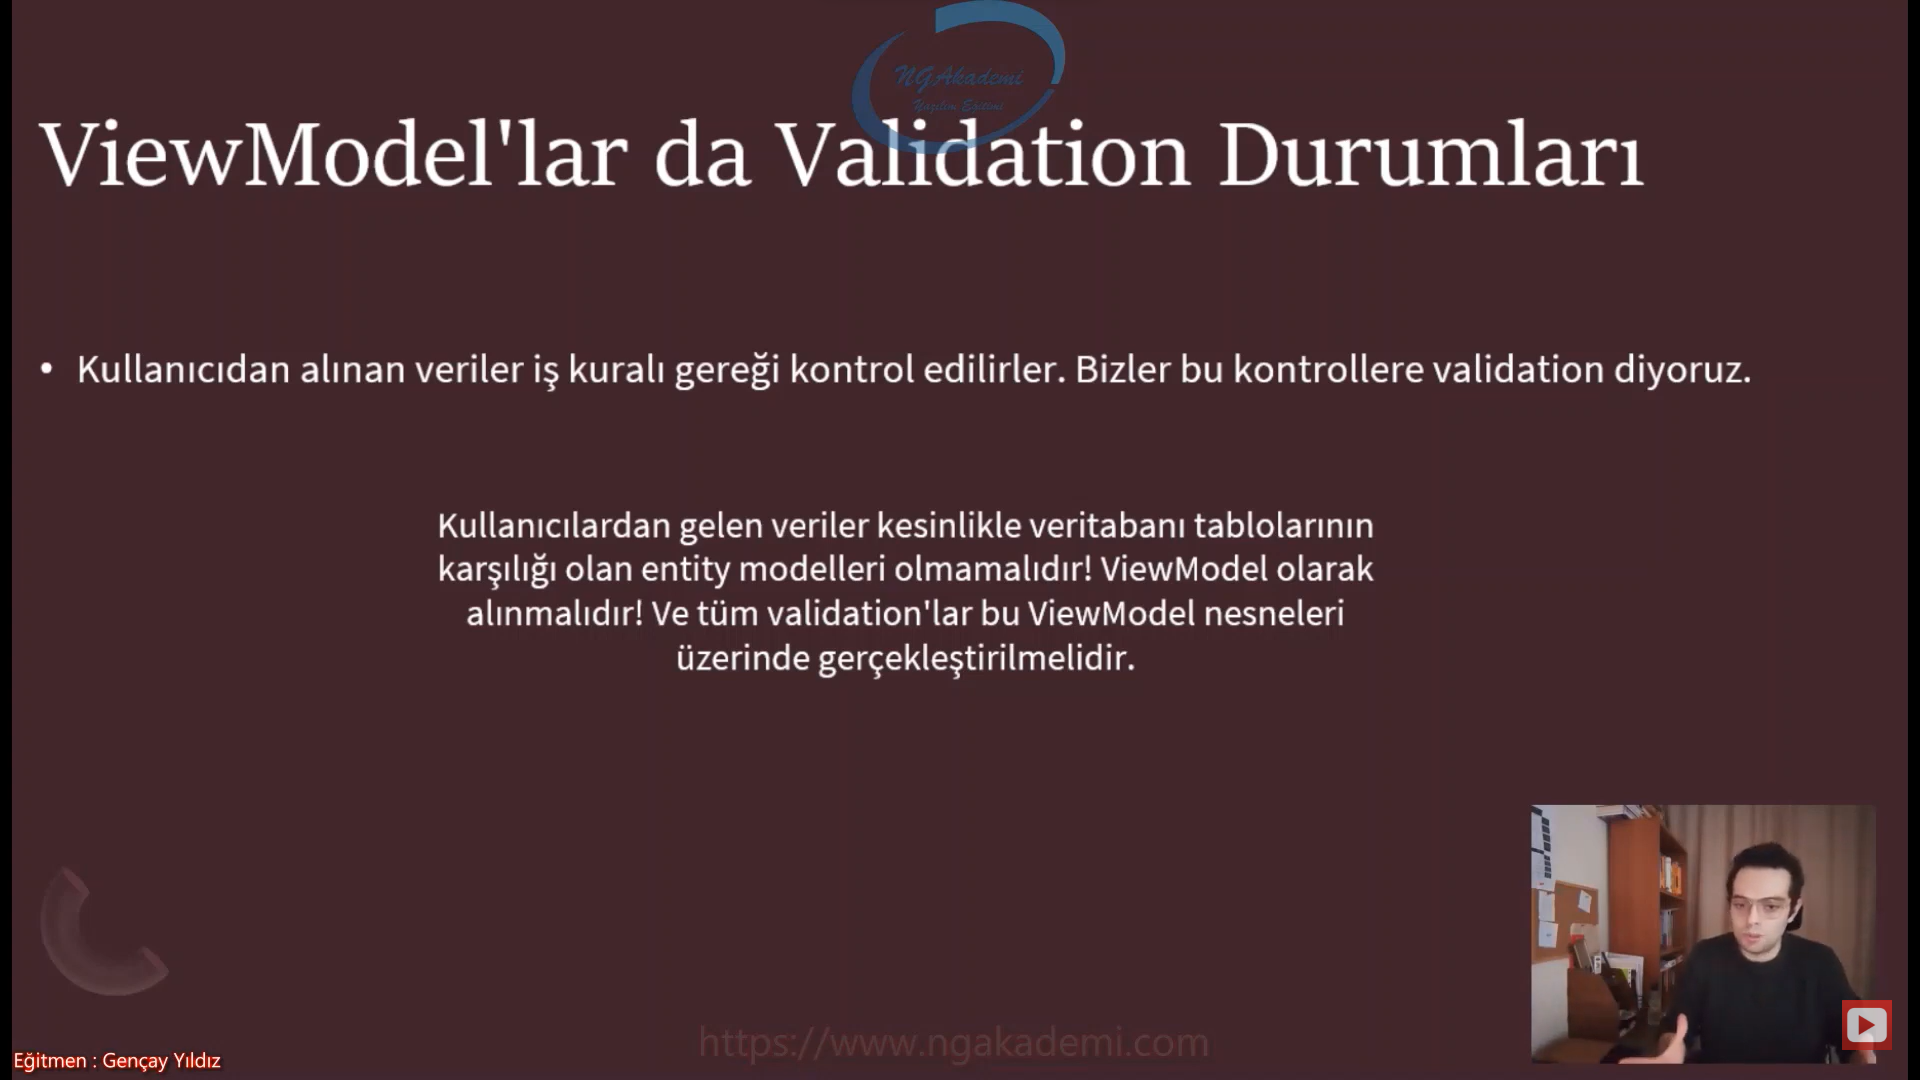 NGAkademi
Yazılım Eğitimi
ViewModel'lar da Validation Durumları
• Kullanıcıdan alınan veriler iş kuralı gereği kontrol edilirler. Bizler bu kontrollere validation diyoruz.
Kullanıcılardan gelen veriler kesinlikle veritabanı tablolarının
karşılığı olan entity modelleri olmamalıdır! ViewModel olarak
alınmalıdır! Ve tüm validation'lar bu ViewModel nesneleri
üzerinde gerçekleştirilmelidir.
https://www.ngakademi.com
Eğitmen : Gençay Yıldız